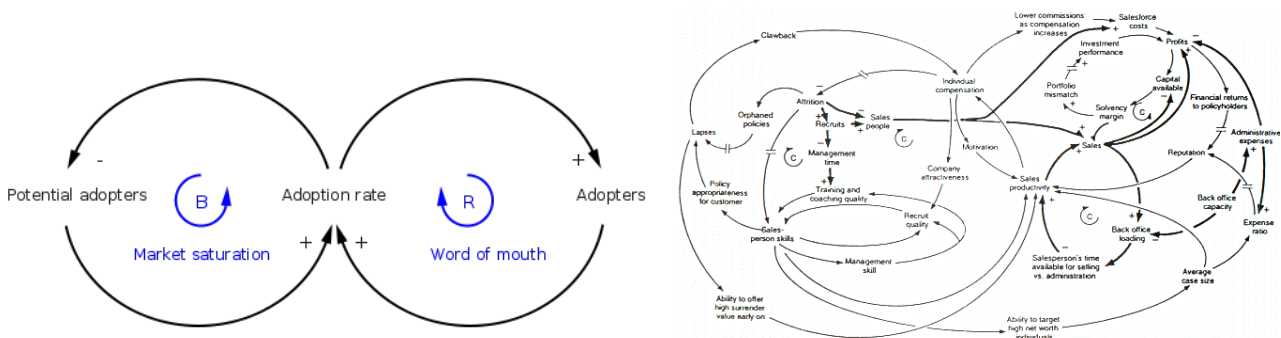 -
Potential adopters
B
Market saturation
Adoption rate
+
+
R
Word of mouth
+
Adopters
Clawback
Lower commissions
as compensation
increases
Salesforce
costs
Investment
performance
Profits
Individual
compensation
Portfolio
mismatch
Capital
available
Attrition
Financial returns
to policyholders
Orphaned
policies
Recruits
Sales
people
Solvency
margin
C
Lapses
Sales
Administrative
expenses
C
C
Management
time
Motivation
Reputation
Company
attractiveness
Policy
appropriateness
for customer
Training and
coaching quality
Sales
productivity
Back office
capacity
Recruit
quality
C
Expense
ratio
Sales-
person skills
Back office
loading
Management
skill
Salesperson's time
available for selling
vs. administration
Average
case size
Ability to offer
high surrender
value early on
Ability to target
high net worth
individuals